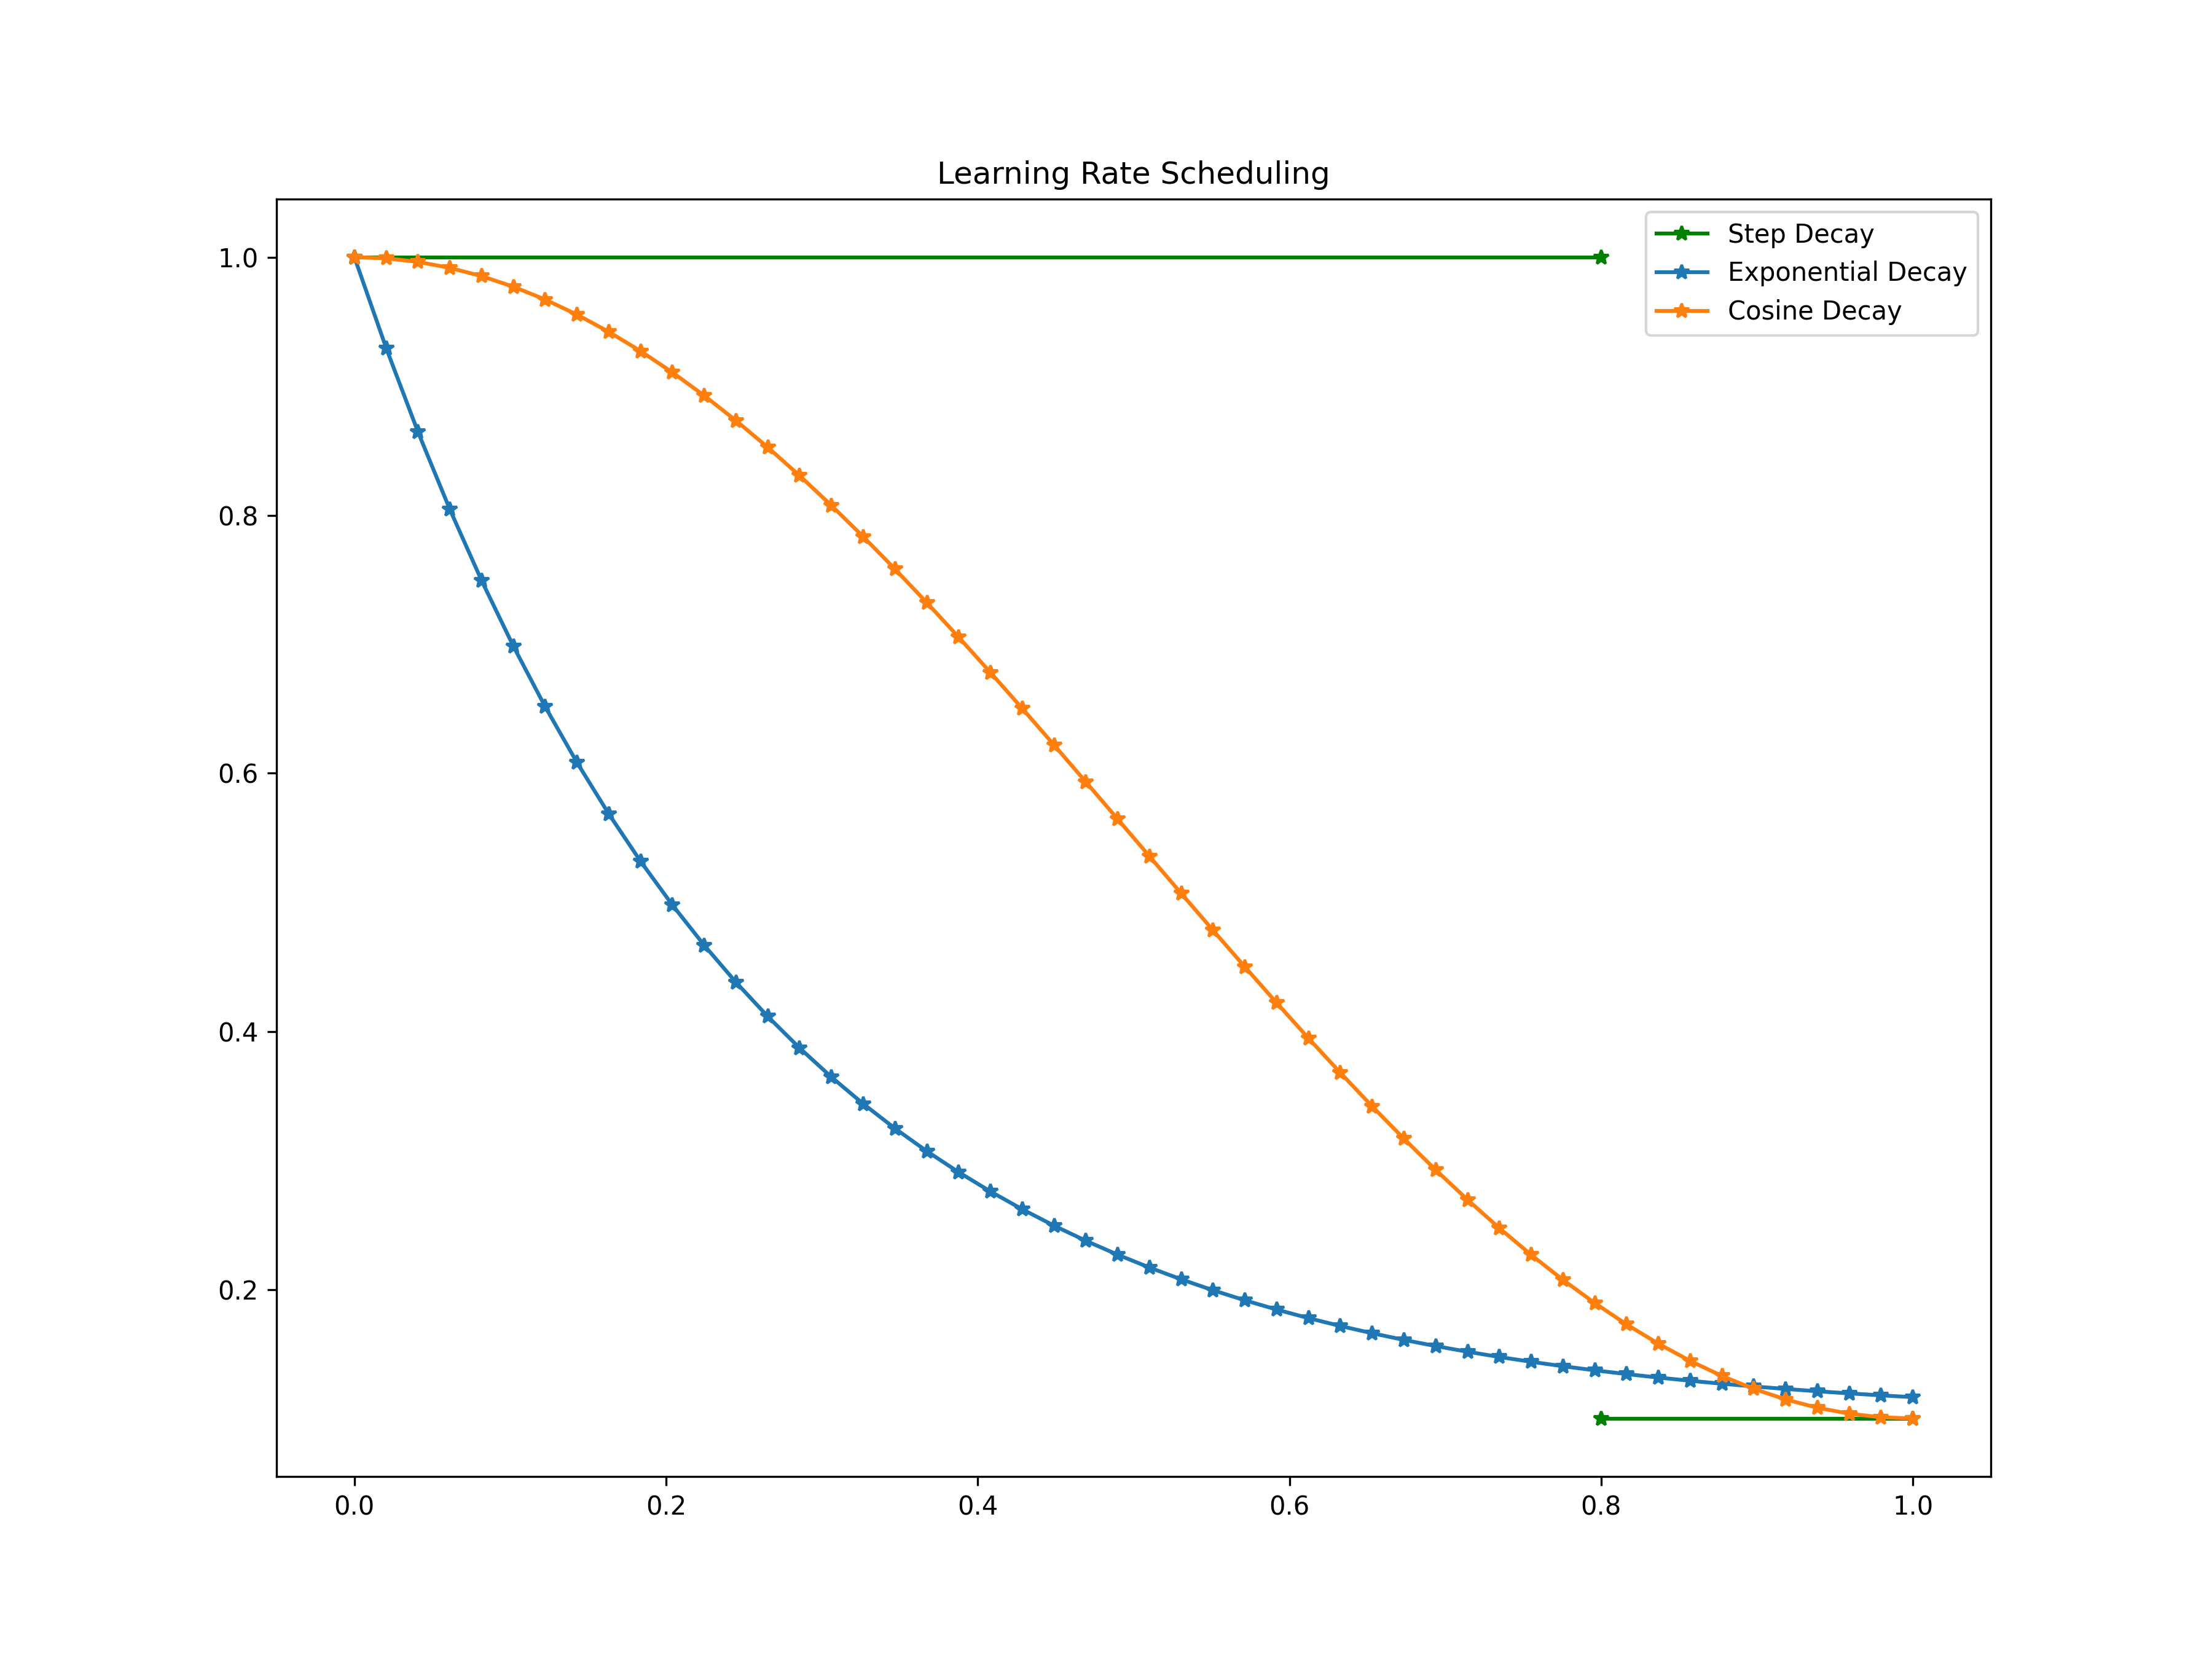 Learning Rate Scheduling
Step Decay
Exponential Decay
Cosine Decay
1.0
0.8
0.6
0.4
0.2
0.0 0.2 0.4 0.6 0.8 1.0